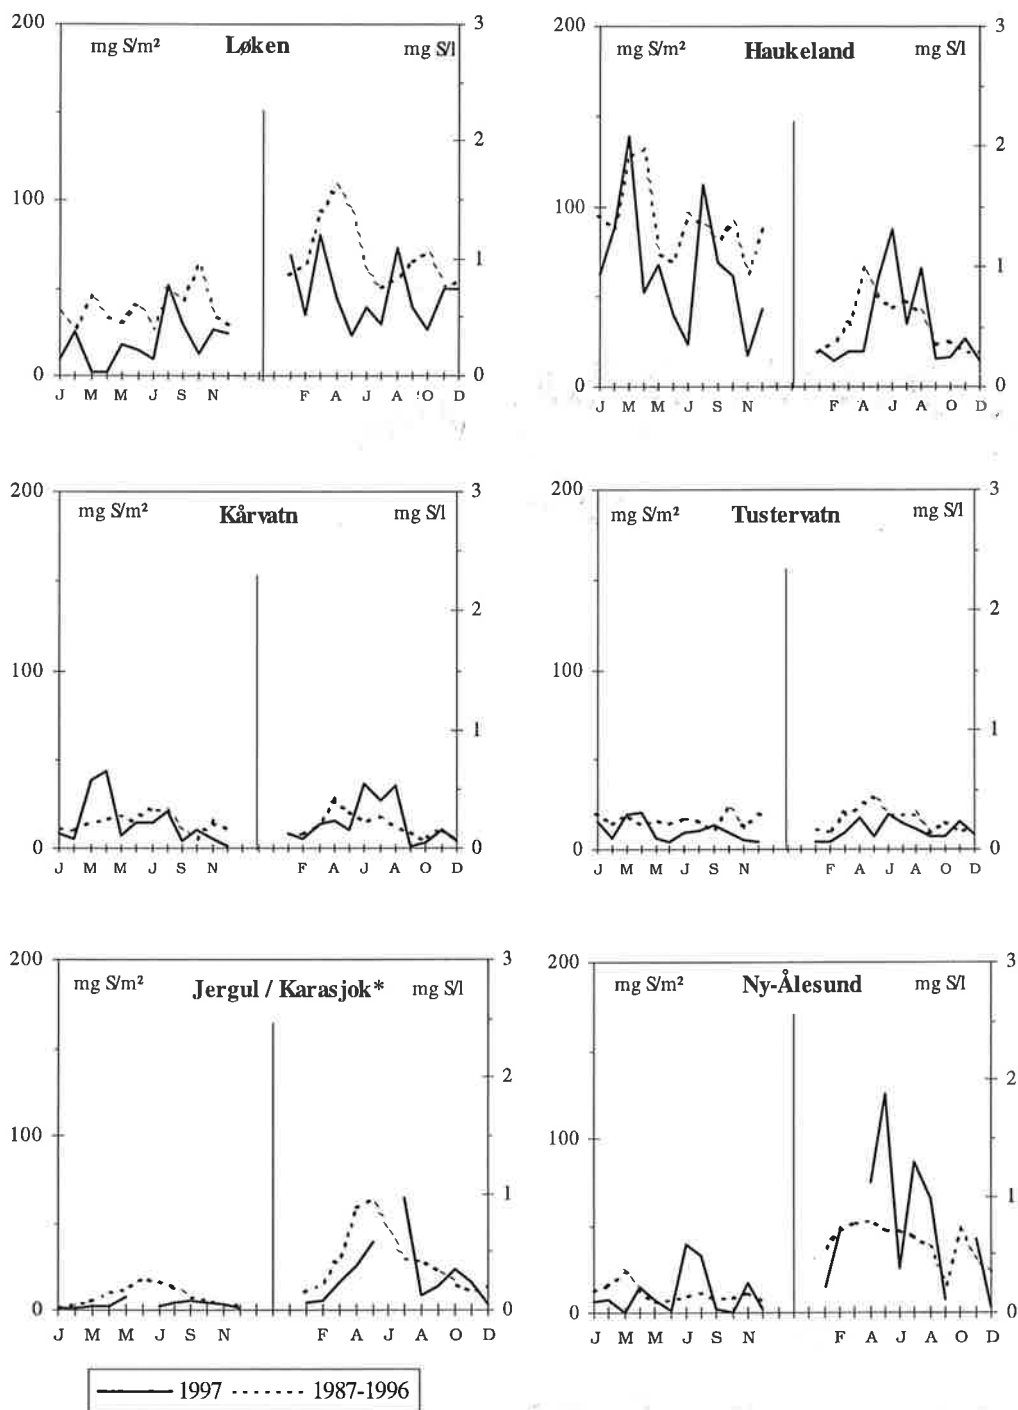 200 3 200 3
mg S/m² Løken mg S/l mg S/m² Haukeland mg S/l
2 2
100 100
1 1
0 0 0 0
J M M J S N F A J A O D J M M J S N F A J A O D
200 3 200 3
mg S/m² Kårvatn mg S/l mg S/m² Tustervatn mg S/l
2 2
100 100
1 1
0 0 0 0
J M M J S N F A J A O D J M M J S N F A J A O D
200 3 200 3
mg S/m² Jergul / Karasjok* mg S/l mg S/m² Ny-Ålesund mg S/l
2 2
100 100
1 1
0 0 0 0
J M M J S N F A J A O D J M M J S N F A J A O D
1997 1987-1996